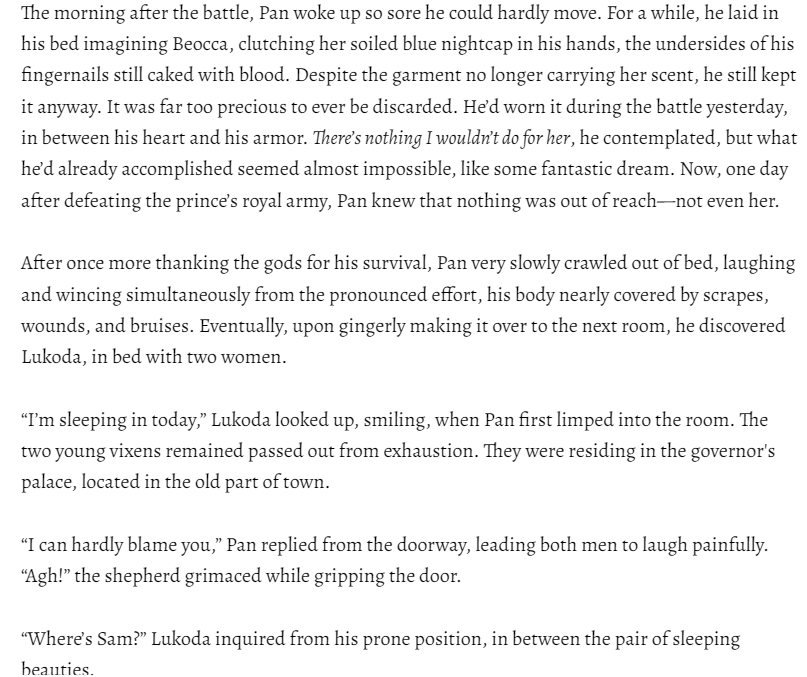 The morning after the battle, Pan woke up so sore he could hardly move. For a while, he laid in
his bed imagining Beocca, clutching her soiled blue nightcap in his hands, the undersides of his
fingernails still caked with blood. Despite the garment no longer carrying her scent, he still kept
it anyway. It was far too precious to ever be discarded. He’d worn it during the battle yesterday,
in between his heart and his armor. There’s nothing I wouldn’t do for her, he contemplated, but what
he’d already accomplished seemed almost impossible, like some fantastic dream. Now, one day
after defeating the prince’s royal army, Pan knew that nothing was out of reach—not even her.
After once more thanking the gods for his survival, Pan very slowly crawled out of bed, laughing
and wincing simultaneously from the pronounced effort, his body nearly covered by scrapes,
wounds, and bruises. Eventually, upon gingerly making it over to the next room, he discovered
Lukoda, in bed with two women.
“I’m sleeping in today,” Lukoda looked up, smiling, when Pan first limped into the room. The
two young vixens remained passed out from exhaustion. They were residing in the governor's
palace, located in the old part of town.
“I can hardly blame you,” Pan replied from the doorway, leading both men to laugh painfully.
“Agh!” the shepherd grimaced while gripping the door.
“Where’s Sam?” Lukoda inquired from his prone position, in between the pair of sleeping
beauties.